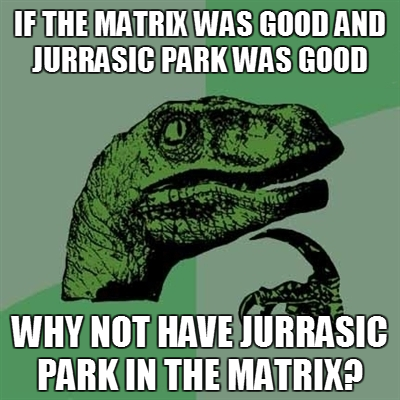 IF THE MATRIX WAS GOOD AND
JURRASIC PARK WAS GOOD
WHY NOT HAVE JURRASIC
PARK IN THE MATRIX?